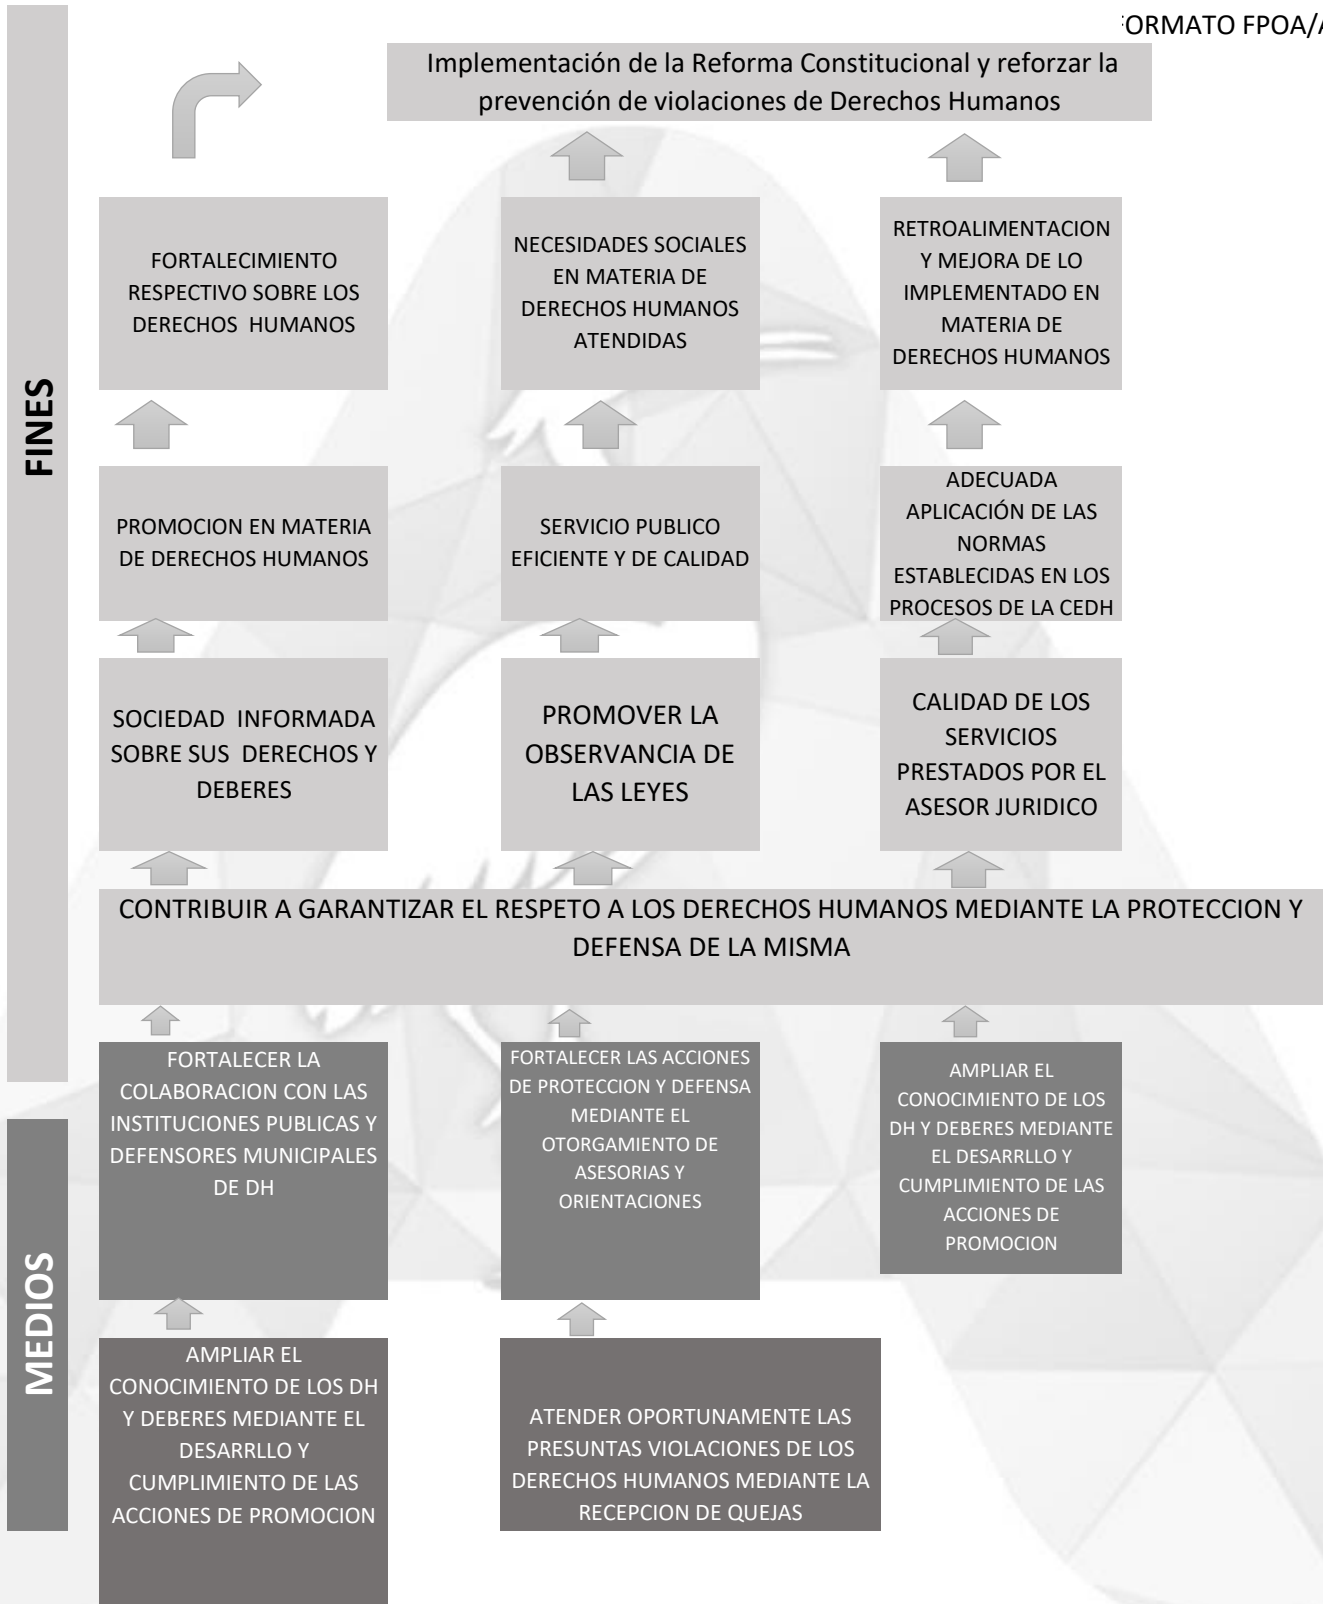 FORMATO FPOA/A
Implementación de la Reforma Constitucional y reforzar la
prevención de violaciones de Derechos Humanos
FINES
FORTALECIMIENTO
RESPECTIVO SOBRE LOS
DERECHOS HUMANOS
NECESIDADES SOCIALES
EN MATERIA DE
DERECHOS HUMANOS
ATENDIDAS
RETROALIMENTACION
Y MEJORA DE LO
IMPLEMENTADO EN
MATERIA DE
DERECHOS HUMANOS
PROMOCION EN MATERIA
DE DERECHOS HUMANOS
SERVICIO PUBLICO
EFICIENTE Y DE CALIDAD
ADECUADA
APLICACIÓN DE LAS
NORMAS
ESTABLECIDAS EN LOS
PROCESOS DE LA CEDH
SOCIEDAD INFORMADA
SOBRE SUS DERECHOS Y
DEBERES
PROMOVER LA
OBSERVANCIA DE
LAS LEYES
CALIDAD DE LOS
SERVICIOS
PRESTADOS POR EL
ASESOR JURIDICO
CONTRIBUIR A GARANTIZAR EL RESPETO A LOS DERECHOS HUMANOS MEDIANTE LA PROTECCION Y
DEFENSA DE LA MISMA
MEDIOS
FORTALECER LA
COLABORACION CON LAS
INSTITUCIONES PUBLICAS Y
DEFENSORES MUNICIPALES
DE DH
FORTALECER LAS ACCIONES
DE PROTECCION Y DEFENSA
MEDIANTE EL
OTORGAMIENTO DE
ASESORIAS Y
ORIENTACIONES
AMPLIAR EL
CONOCIMIENTO DE LOS
DH Y DEBERES MEDIANTE
EL DESARRLLO Y
CUMPLIMIENTO DE LAS
ACCIONES DE
PROMOCION
AMPLIAR EL
CONOCIMIENTO DE LOS DH
Y DEBERES MEDIANTE EL
DESARRLLO Y
CUMPLIMIENTO DE LAS
ACCIONES DE PROMOCION
ATENDER OPORTUNAMENTE LAS
PRESUNTAS VIOLACIONES DE LOS
DERECHOS HUMANOS MEDIANTE LA
RECEPCION DE QUEJAS